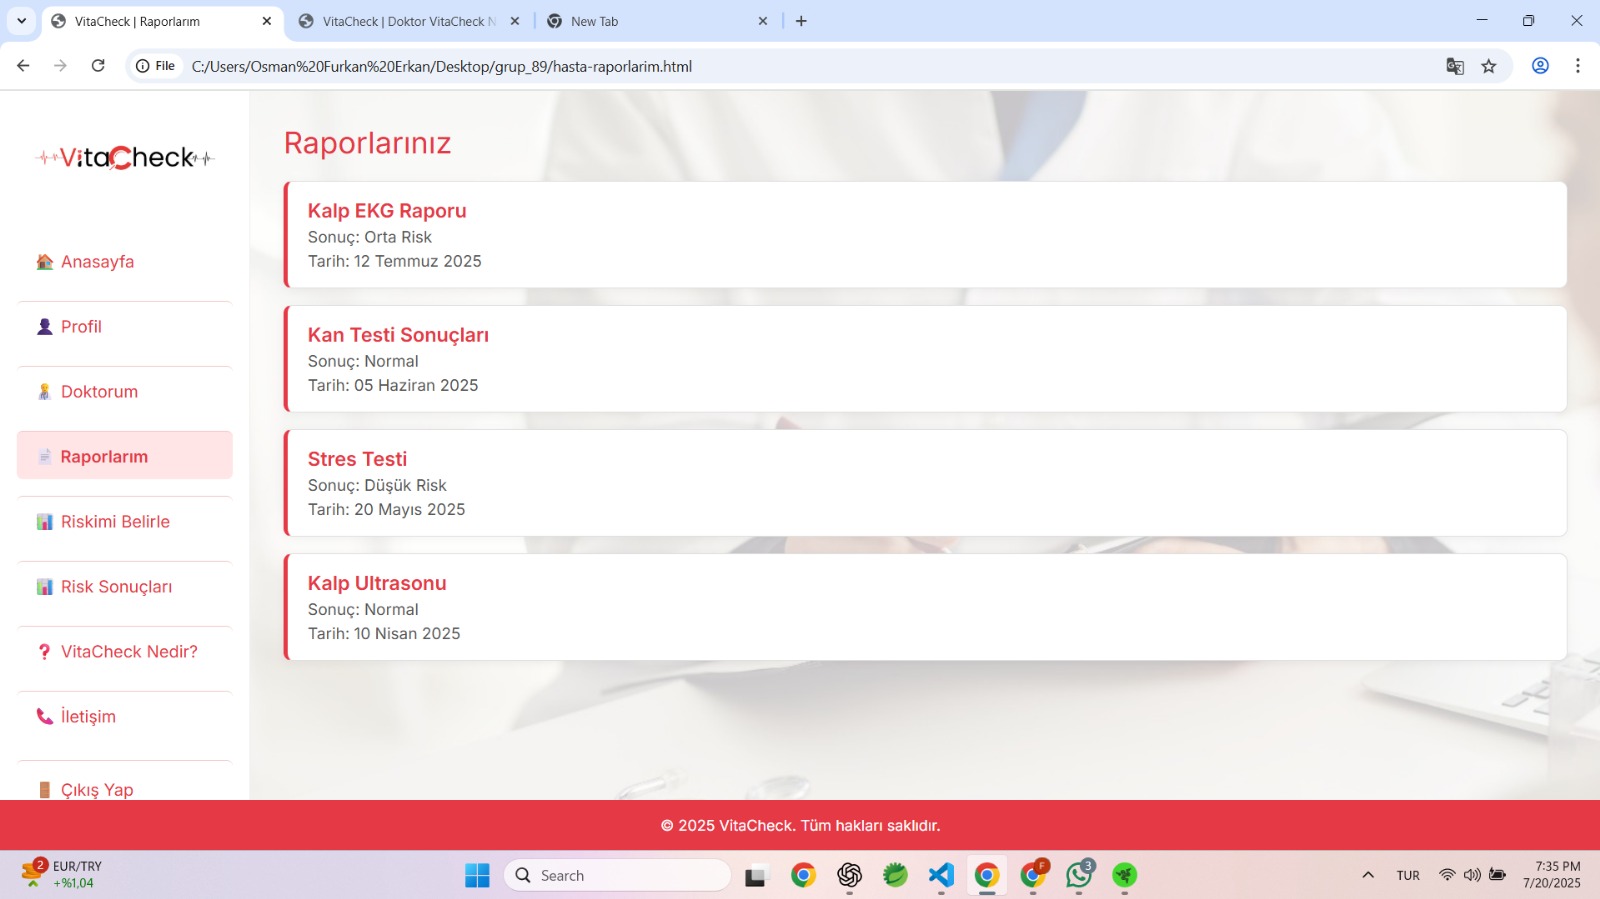 VitaCheck | Raporlarım
VitaCheck | Doktor VitaCheck N
New Tab
File
C:/Users/Osman%20Furkan%20Erkan/Desktop/grup_89/hasta-raporlarim.html
VitaCheck
Anasayfa
Profil
Doktorum
Raporlarım
Riskimi Belirle
Risk Sonuçları
VitaCheck Nedir?
İletişim
Çıkış Yap
Raporlarınız
Kalp EKG Raporu
Sonuç: Orta Risk
Tarih: 12 Temmuz 2025
Kan Testi Sonuçları
Sonuç: Normal
Tarih: 05 Haziran 2025
Stres Testi
Sonuç: Düşük Risk
Tarih: 20 Mayıs 2025
Kalp Ultrasonu
Sonuç: Normal
Tarih: 10 Nisan 2025
© 2025 VitaCheck. Tüm hakları saklıdır.
2
EUR/TRY
+%1,04
Search
F
3
TUR
7:35 PM
7/20/2025